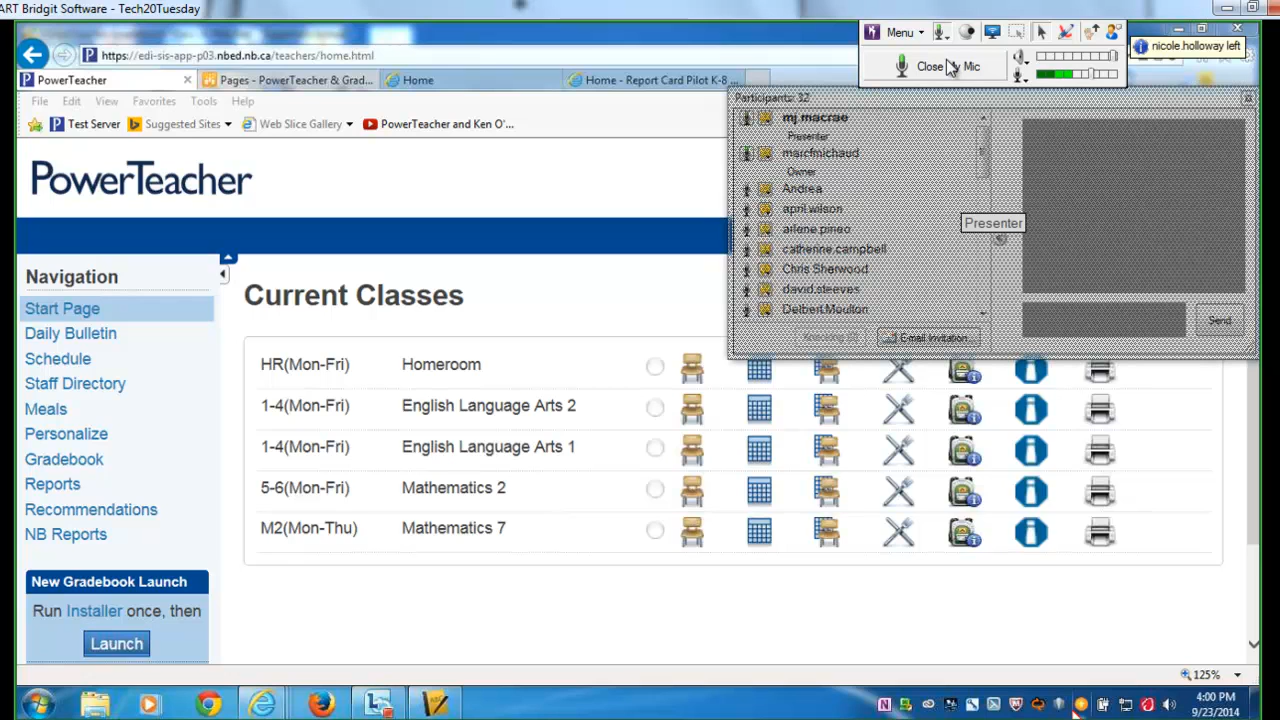 ART Bridgit Software - Tech20Tuesday
Menu
nicole.holloway left
https://edi-sis-app-p03.nbed.nb.ca/teachers/home.html
Close My Mic
PowerTeacher
Pages - PowerTeacher & Grad...
Home
Home - Report Card Pilot K-8 ...
File Edit View Favorites Tools Help
Participants: 32
Test Server
Suggested Sites
Web Slice Gallery
PowerTeacher and Ken O'...
mj.macrae
Presenter
marcfmichaud
Owner
Andrea
april.wilson
arlene.pineo
Presenter
catherine.campbell
Chris Sherwood
david.steeves
Delbert.Moulton
Send
Knocking (0)
E-mail Invitation...
PowerTeacher
Navigation
Start Page
Daily Bulletin
Schedule
Staff Directory
Meals
Personalize
Gradebook
Reports
Recommendations
NB Reports
New Gradebook Launch
Run Installer once, then
Launch
Current Classes
HR(Mon-Fri) Homeroom
1-4(Mon-Fri) English Language Arts 2
1-4(Mon-Fri) English Language Arts 1
5-6(Mon-Fri) Mathematics 2
M2(Mon-Thu) Mathematics 7
125%
4:00 PM
9/23/2014